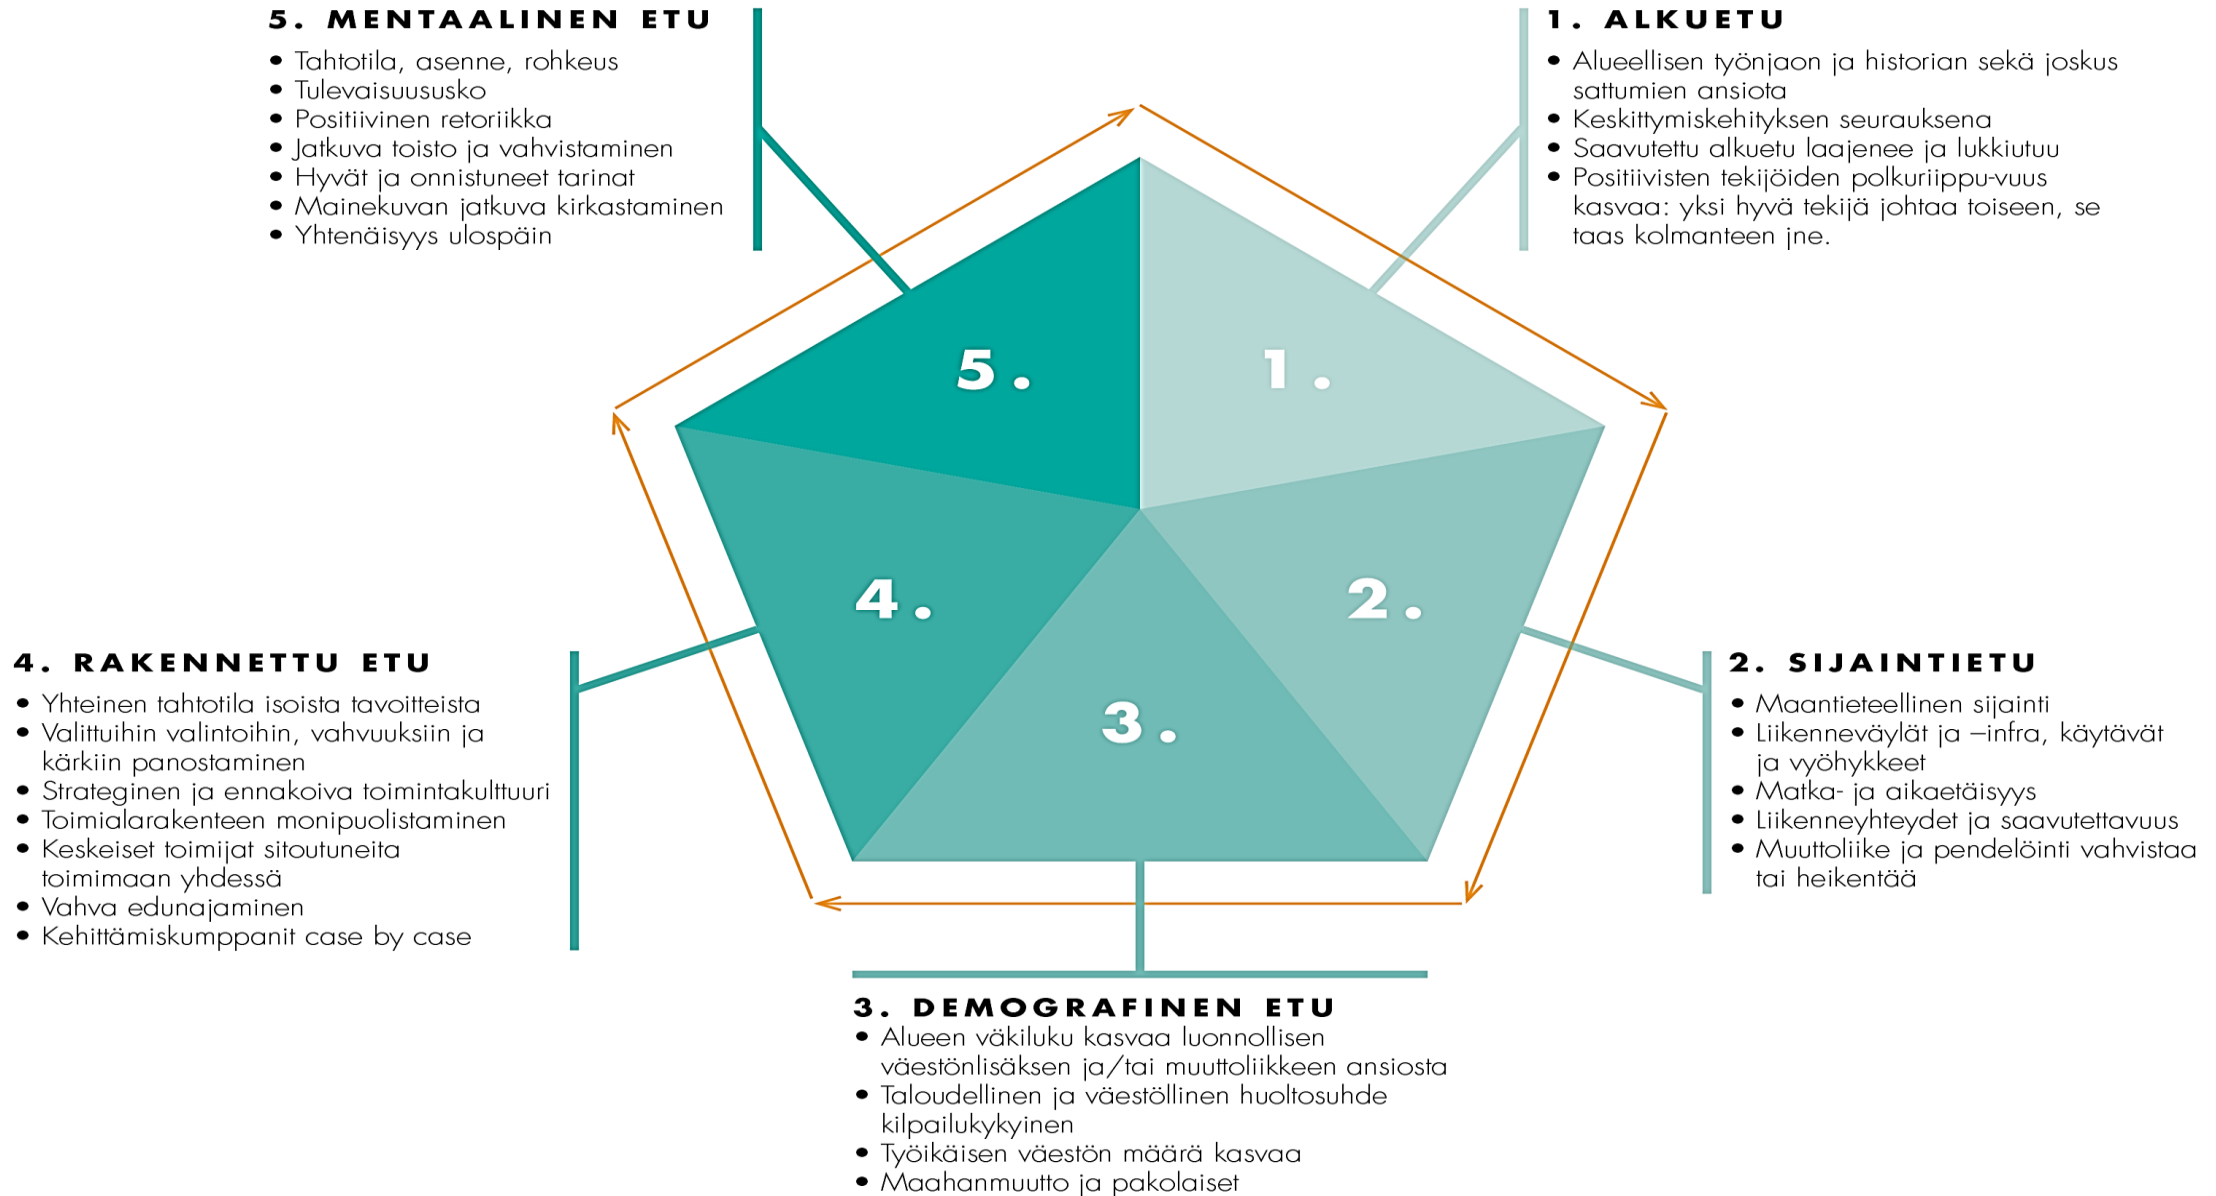 5. MENTAALINEN ETU
• Tahtotila, asenne, rohkeus
• Tulevaisuususko
• Positiivinen retoriikka
• Jatkuva toisto ja vahvistaminen
• Hyvät ja onnistuneet tarinat
• Mainekuvan jatkuva kirkastaminen
• Yhtenäisyys ulospäin
1. ALKUETU
• Alueellisen työnjaon ja historian sekä joskus
sattumien ansiota
• Keskittymiskehityksen seurauksena
• Saavutettu alkuetu laajenee ja lukkiutuu
• Positiivisten tekijöiden polkuriippu-vuus
kasvaa: yksi hyvä tekijä johtaa toiseen, se
taas kolmanteen jne.
5.
1.
4.
2.
3.
4. RAKENNETTU ETU
• Yhteinen tahtotila isoista tavoitteista
• Valittuihin valintoihin, vahvuuksiin ja
kärkiin panostaminen
• Strateginen ja ennakoiva toimintakulttuuri
• Toimialarakenteen monipuolistaminen
• Keskeiset toimijat sitoutuneita
toimimaan yhdessä
• Vahva edunajaminen
• Kehittämiskumppanit case by case
2. SIJAINTIETU
• Maantieteellinen sijainti
• Liikenneväylät ja –infra, käytävät
ja vyöhykkeet
• Matka- ja aikaetäisyys
• Liikenneyhteydet ja saavutettavuus
• Muuttoliike ja pendelöinti vahvistaa
tai heikentää
3. DEMOGRAFINEN ETU
• Alueen väkiluku kasvaa luonnollisen
väestönlisäksen ja/tai muuttoliikkeen ansiosta
• Taloudellinen ja väestöllinen huoltosuhde
kilpailukykyinen
• Työikäisen väestön määrä kasvaa
• Maahanmuutto ja pakolaiset